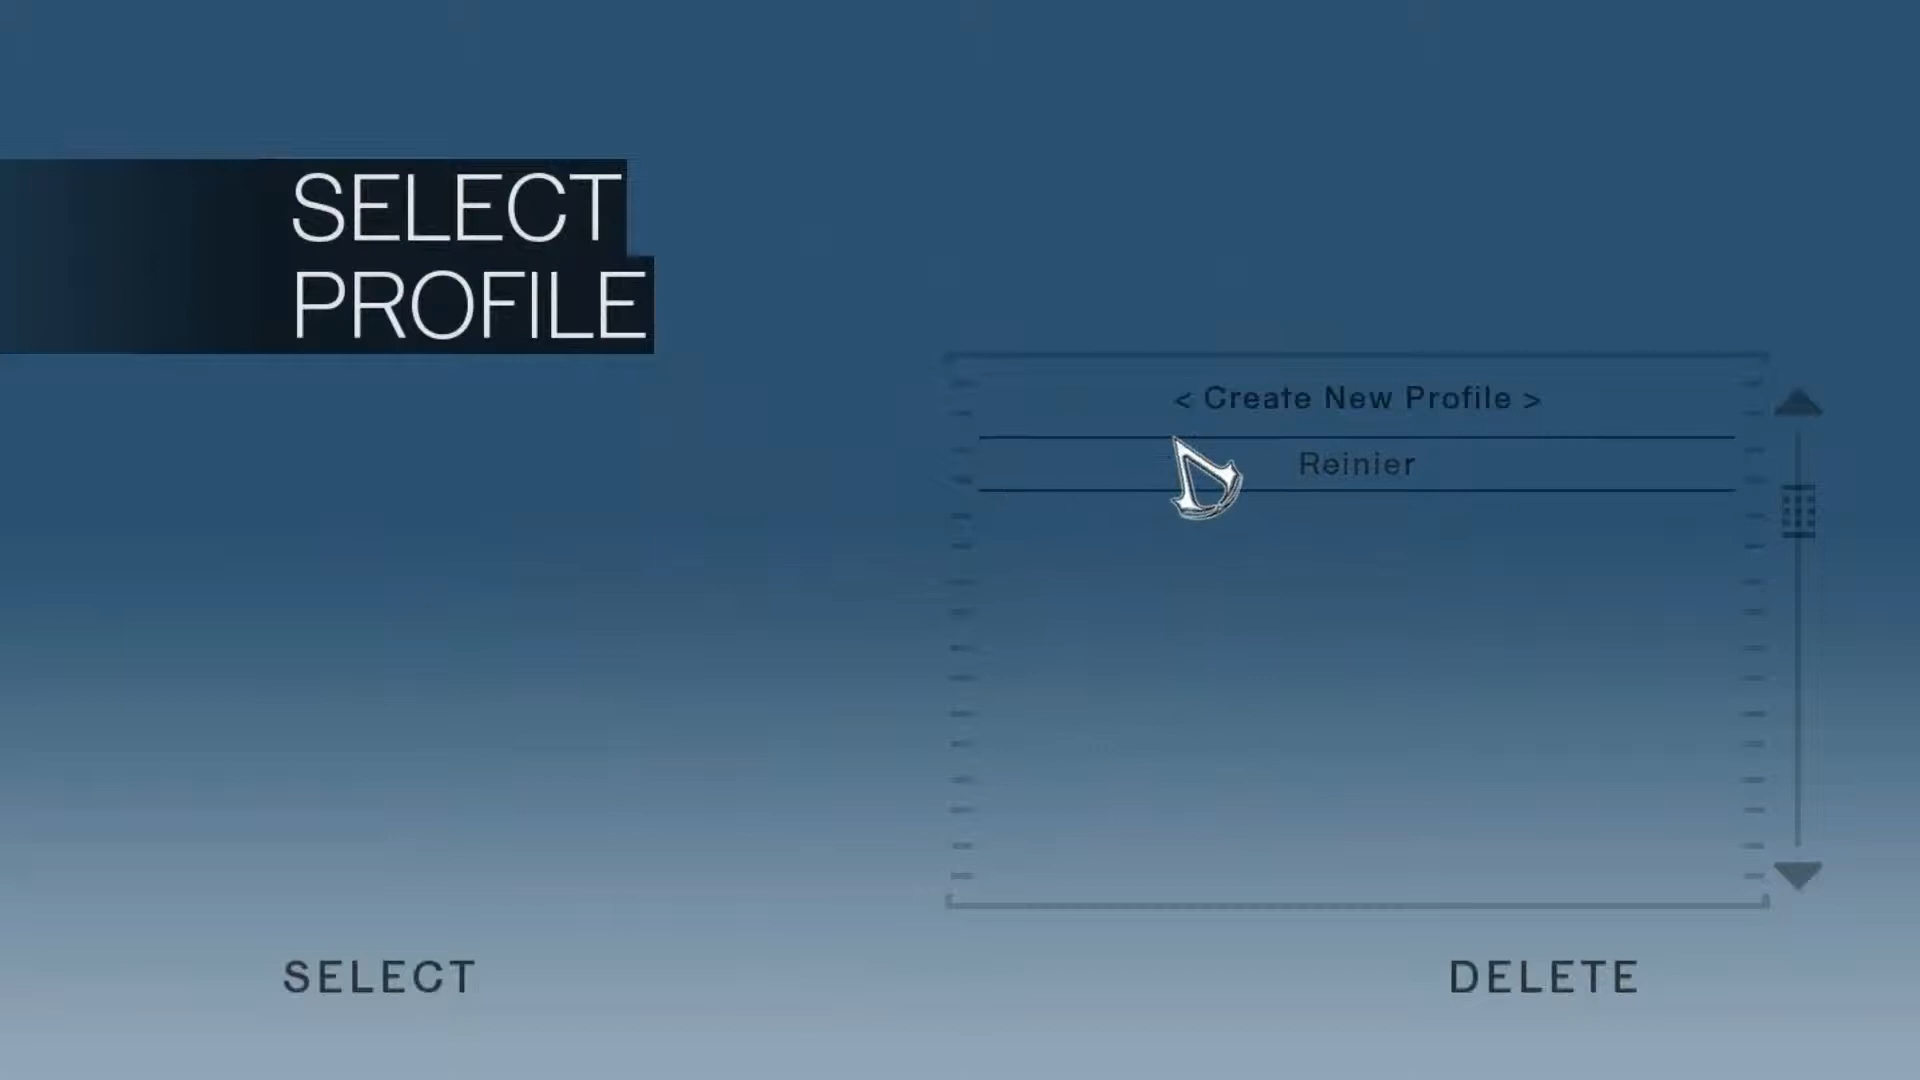 SELECT
PROFILE
< Create New Profile >
Reinier
SELECT
DELETE